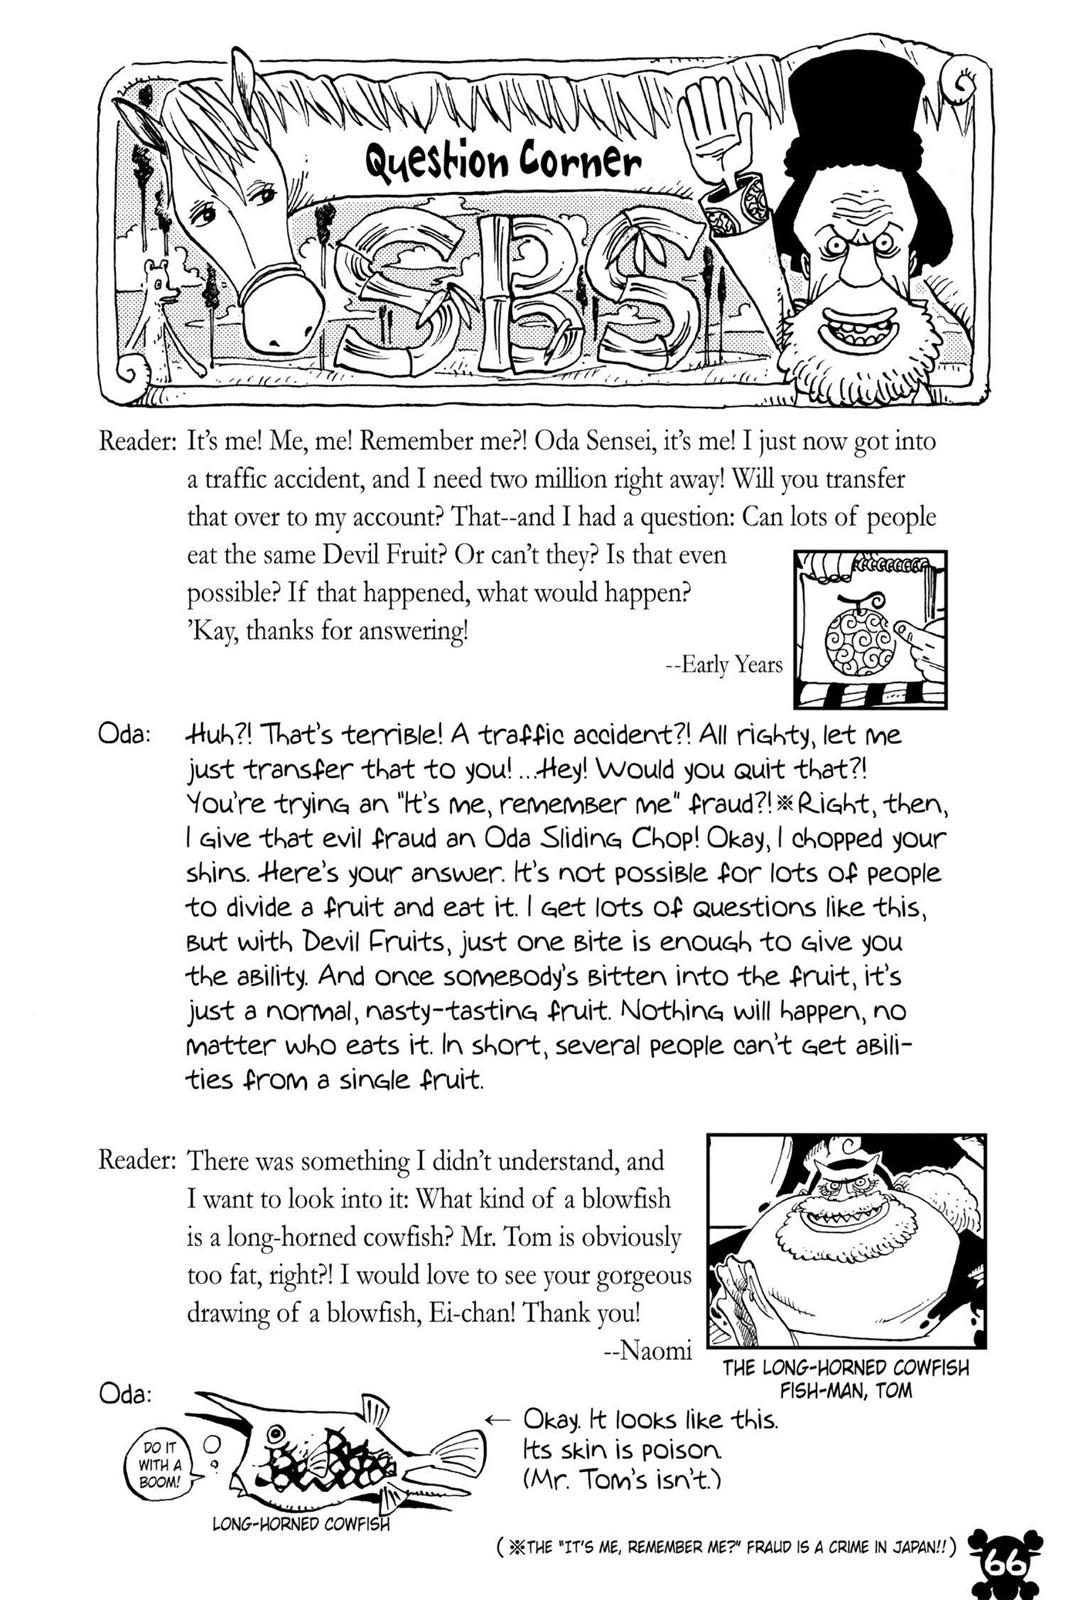 Question Corner
SBS
Reader: It's me! Me, me! Remember me?! Oda Sensei, it's me! I just now got into
a traffic accident, and I need two million right away! Will you transfer
that over to my account? That--and I had a question: Can lots of people
eat the same Devil Fruit? Or can't they? Is that even
possible? If that happened, what would happen?
'Kay, thanks for answering!
--Early Years
Oda: Huh?! That's terrible! A traffic accident?! All righty, let me
just transfer that to you! ...Hey! Would you quit that?!
You're trying an "It's me, remember me" fraud?!※Right, then,
I give that evil fraud an Oda Sliding Chop! Okay, I chopped your
shins. Here's your answer. It's not possible for lots of people
to divide a fruit and eat it. I get lots of questions like this,
but with Devil Fruits, just one bite is enough to give you
the ability. And once somebody's bitten into the fruit, it's
just a normal, nasty-tasting fruit. Nothing will happen, no
matter who eats it. In short, several people can't get abili-
ties from a single fruit.
Reader: There was something I didn't understand, and
I want to look into it: What kind of a blowfish
is a long-horned cowfish? Mr. Tom is obviously
too fat, right?! I would love to see your gorgeous
drawing of a blowfish, Ei-chan! Thank you!
--Naomi
THE LONG-HORNED COWFISH
FISH-MAN, TOM
Oda:
DO IT
WITH A
BOOM!
LONG-HORNED COWFISH
← Okay. It looks like this.
Its skin is poison.
(Mr. Tom's isn't.)
(※THE "IT'S ME, REMEMBER ME?" FRAUD IS A CRIME IN JAPAN!!)
66